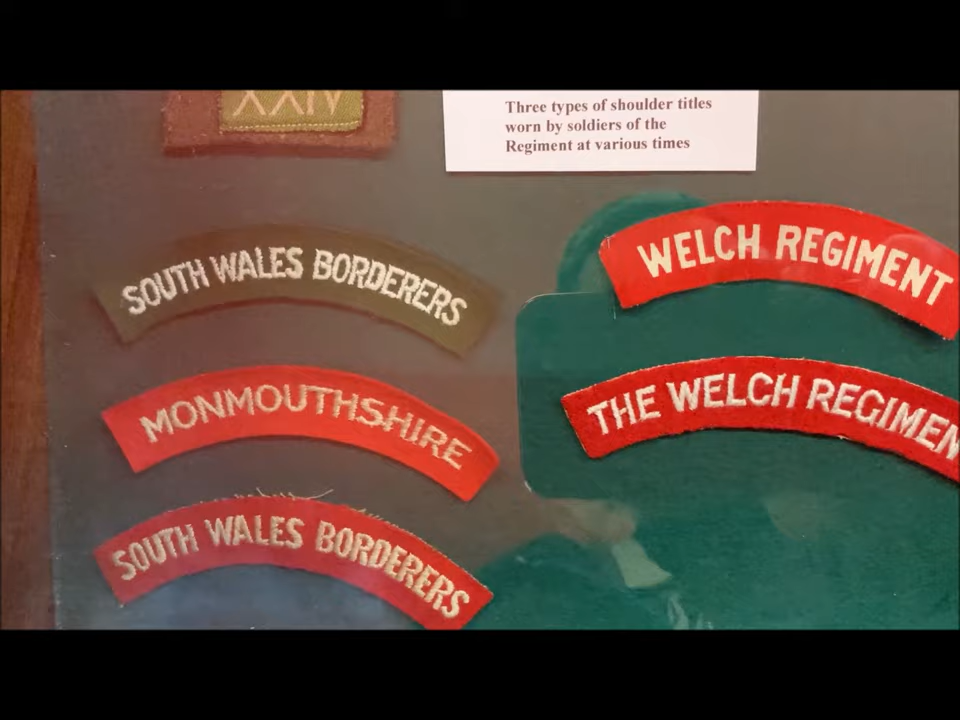 XXIV
Three types of shoulder titles
worn by soldiers of the
Regiment at various times
SOUTH WALES BORDERERS
MONMOUTHSHIRE
SOUTH WALES BORDERERS
WELCH REGIMENT
THE WELCH REGIMEN